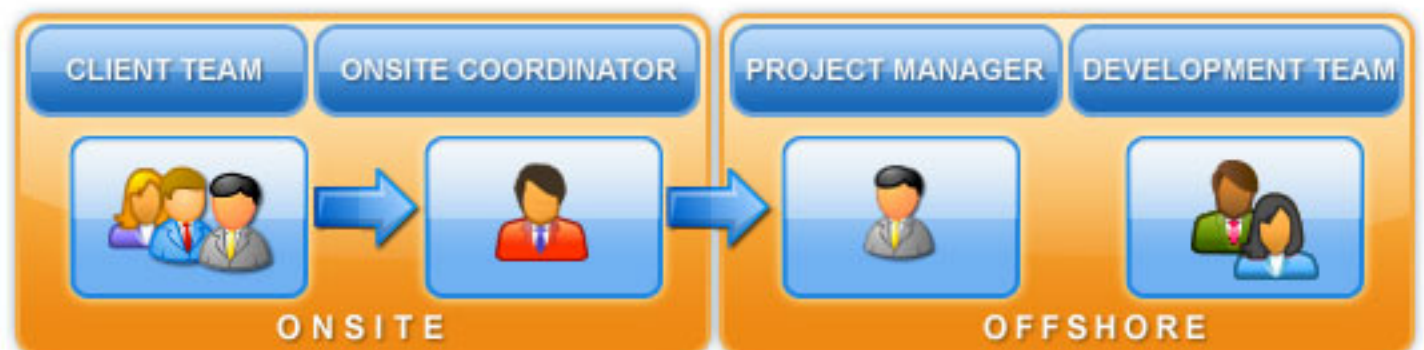 CLIENT TEAM
ONSITE COORDINATOR
PROJECT MANAGER
DEVELOPMENT TEAM
ONSITE
OFFSHORE